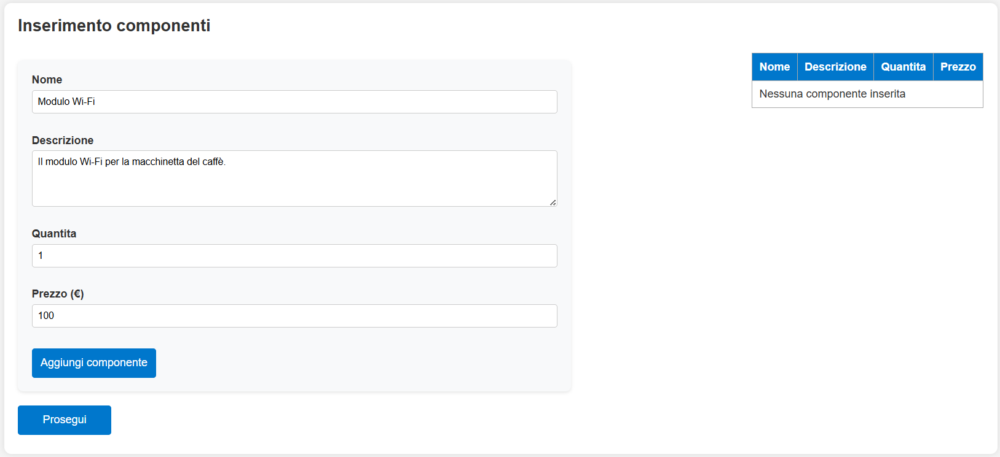 Inserimento componenti
Nome
Modulo Wi-Fi
Descrizione
Il modulo Wi-Fi per la macchinetta del caffè.
Quantita
1
Prezzo (€)
100
Aggiungi componente
Prosegui
Nome Descrizione Quantita Prezzo
Nessuna componente inserita